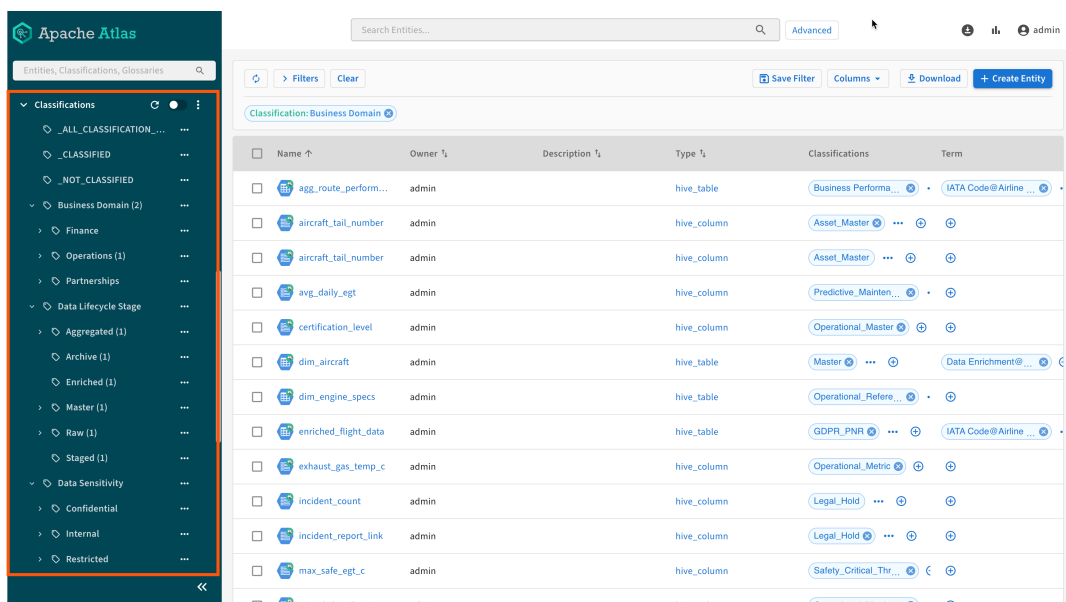 Apache Atlas
Entities, Classifications, Glossaries
Classifications
_ALL_CLASSIFICATION_...
_CLASSIFIED
_NOT_CLASSIFIED
Business Domain (2)
Finance
Operations (1)
Partnerships
Data Lifecycle Stage
Aggregated (1)
Archive (1)
Enriched (1)
Master (1)
Raw (1)
Staged (1)
Data Sensitivity
Confidential
Internal
Restricted
Search Entities...
Advanced
admin
Filters
Clear
Save Filter
Columns
Download
+ Create Entity
Classification: Business Domain
Name Owner Description Type Classifications Term
agg_route_perform... admin hive_table Business Performa... IATA Code@Airline ...
aircraft_tail_number admin hive_column Asset_Master
aircraft_tail_number admin hive_column Asset_Master
avg_daily_egt admin hive_column Predictive_Mainten...
certification_level admin hive_column Operational_Master
dim_aircraft admin hive_table Master Data Enrichment@...
dim_engine_specs admin hive_table Operational_Refere...
enriched_flight_data admin hive_table GDPR_PNR IATA Code@Airline ...
exhaust_gas_temp_c admin hive_column Operational_Metric
incident_count admin hive_column Legal_Hold
incident_report_link admin hive_column Legal_Hold
max_safe_egt_c admin hive_column Safety_Critical_Thr...